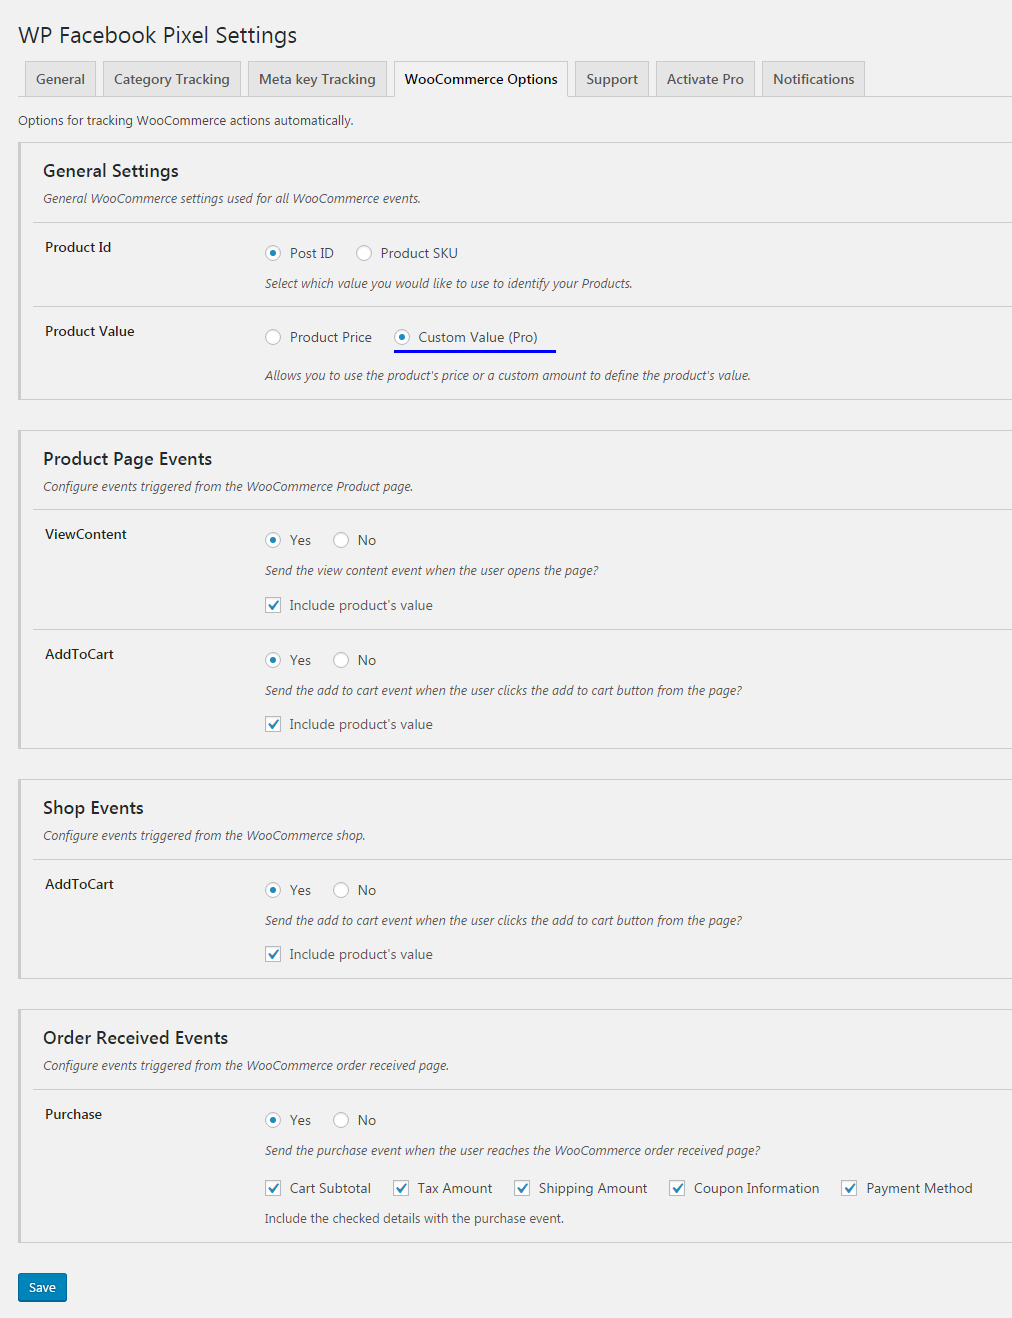 WP Facebook Pixel Settings
General Category Tracking Meta key Tracking WooCommerce Options Support Activate Pro Notifications
Options for tracking WooCommerce actions automatically.
General Settings
General WooCommerce settings used for all WooCommerce events.
Product Id
Post ID Product SKU
Select which value you would like to use to identify your Products.
Product Value
Product Price Custom Value (Pro)
Allows you to use the product's price or a custom amount to define the product's value.
Product Page Events
Configure events triggered from the WooCommerce Product page.
ViewContent
Yes No
Send the view content event when the user opens the page?
Include product's value
AddToCart
Yes No
Send the add to cart event when the user clicks the add to cart button from the page?
Include product's value
Shop Events
Configure events triggered from the WooCommerce shop.
AddToCart
Yes No
Send the add to cart event when the user clicks the add to cart button from the page?
Include product's value
Order Received Events
Configure events triggered from the WooCommerce order received page.
Purchase
Yes No
Send the purchase event when the user reaches the WooCommerce order received page?
Cart Subtotal Tax Amount Shipping Amount Coupon Information Payment Method
Include the checked details with the purchase event.
Save